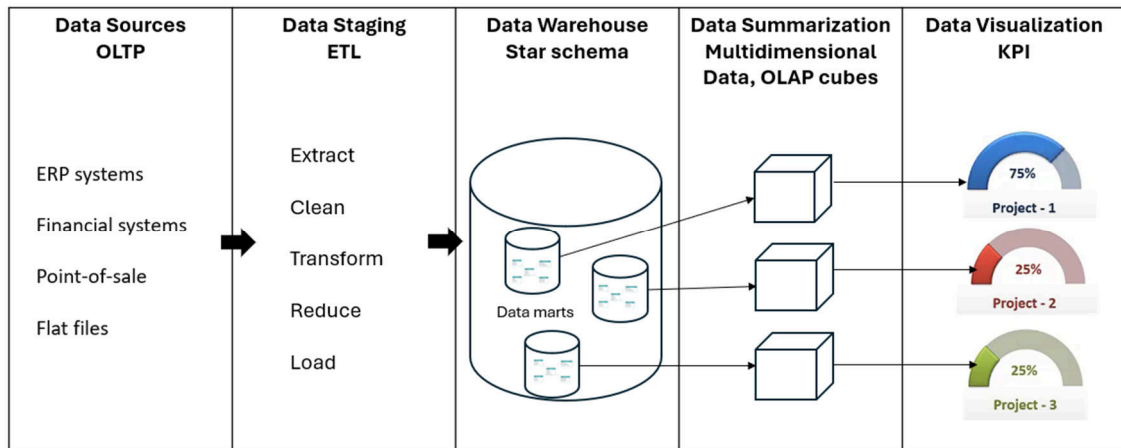 Data Sources
OLTP
Data Staging
ETL
Data Warehouse
Star schema
Data Summarization
Multidimensional
Data, OLAP cubes
Data Visualization
KPI
ERP systems
Financial systems
Point-of-sale
Flat files
Extract
Clean
Transform
Reduce
Load
Data marts
75%
Project - 1
25%
Project - 2
25%
Project - 3